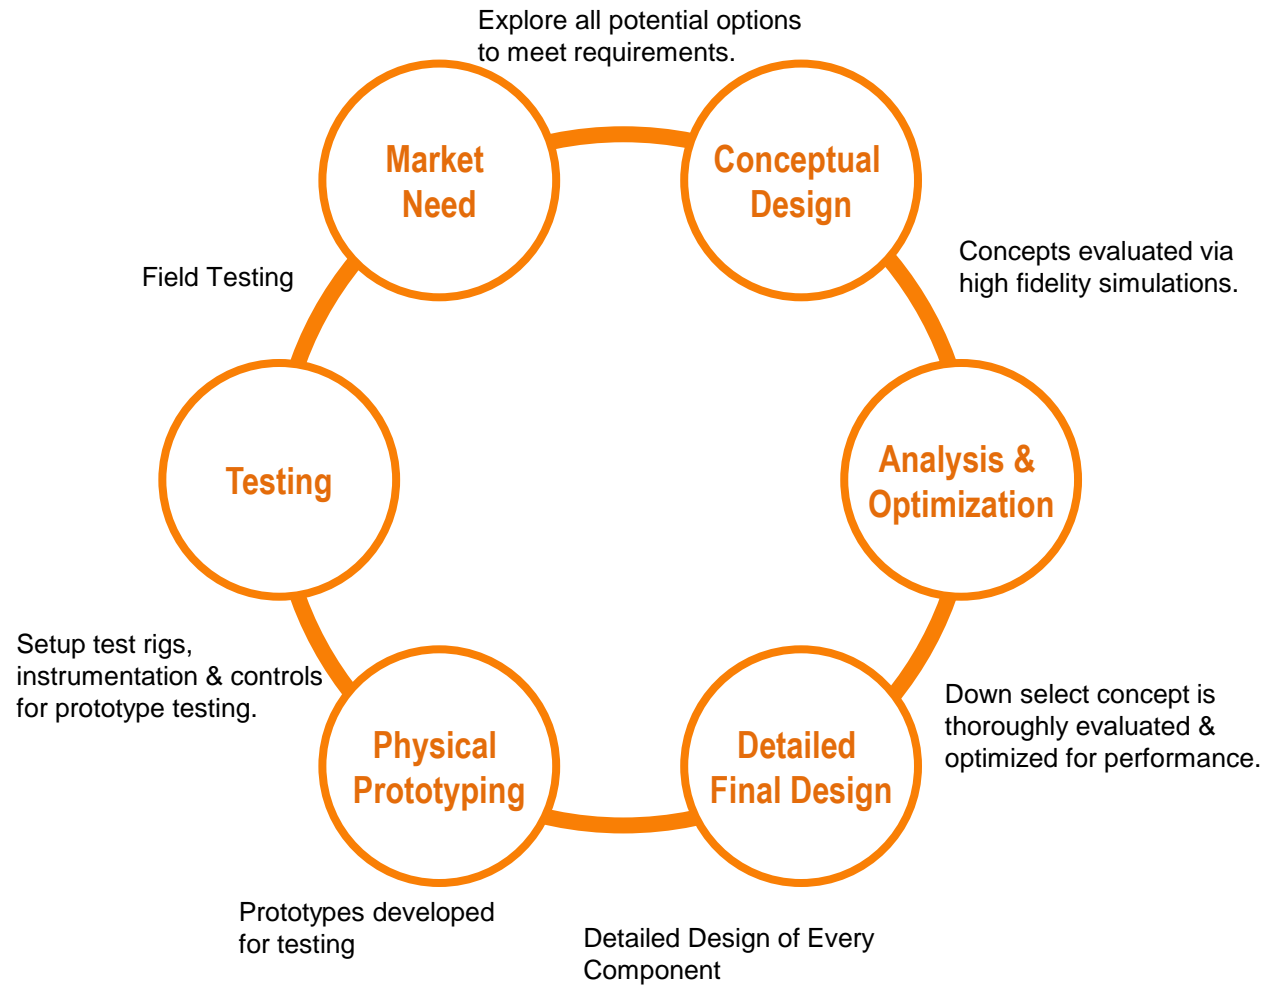 Explore all potential options
to meet requirements.
Market
Need
Conceptual
Design
Concepts evaluated via
high fidelity simulations.
Field Testing
Analysis &
Optimization
Testing
Setup test rigs,
instrumentation & controls
for prototype testing.
Down select concept is
thoroughly evaluated &
optimized for performance.
Physical
Prototyping
Detailed
Final Design
Prototypes developed
for testing
Detailed Design of Every
Component